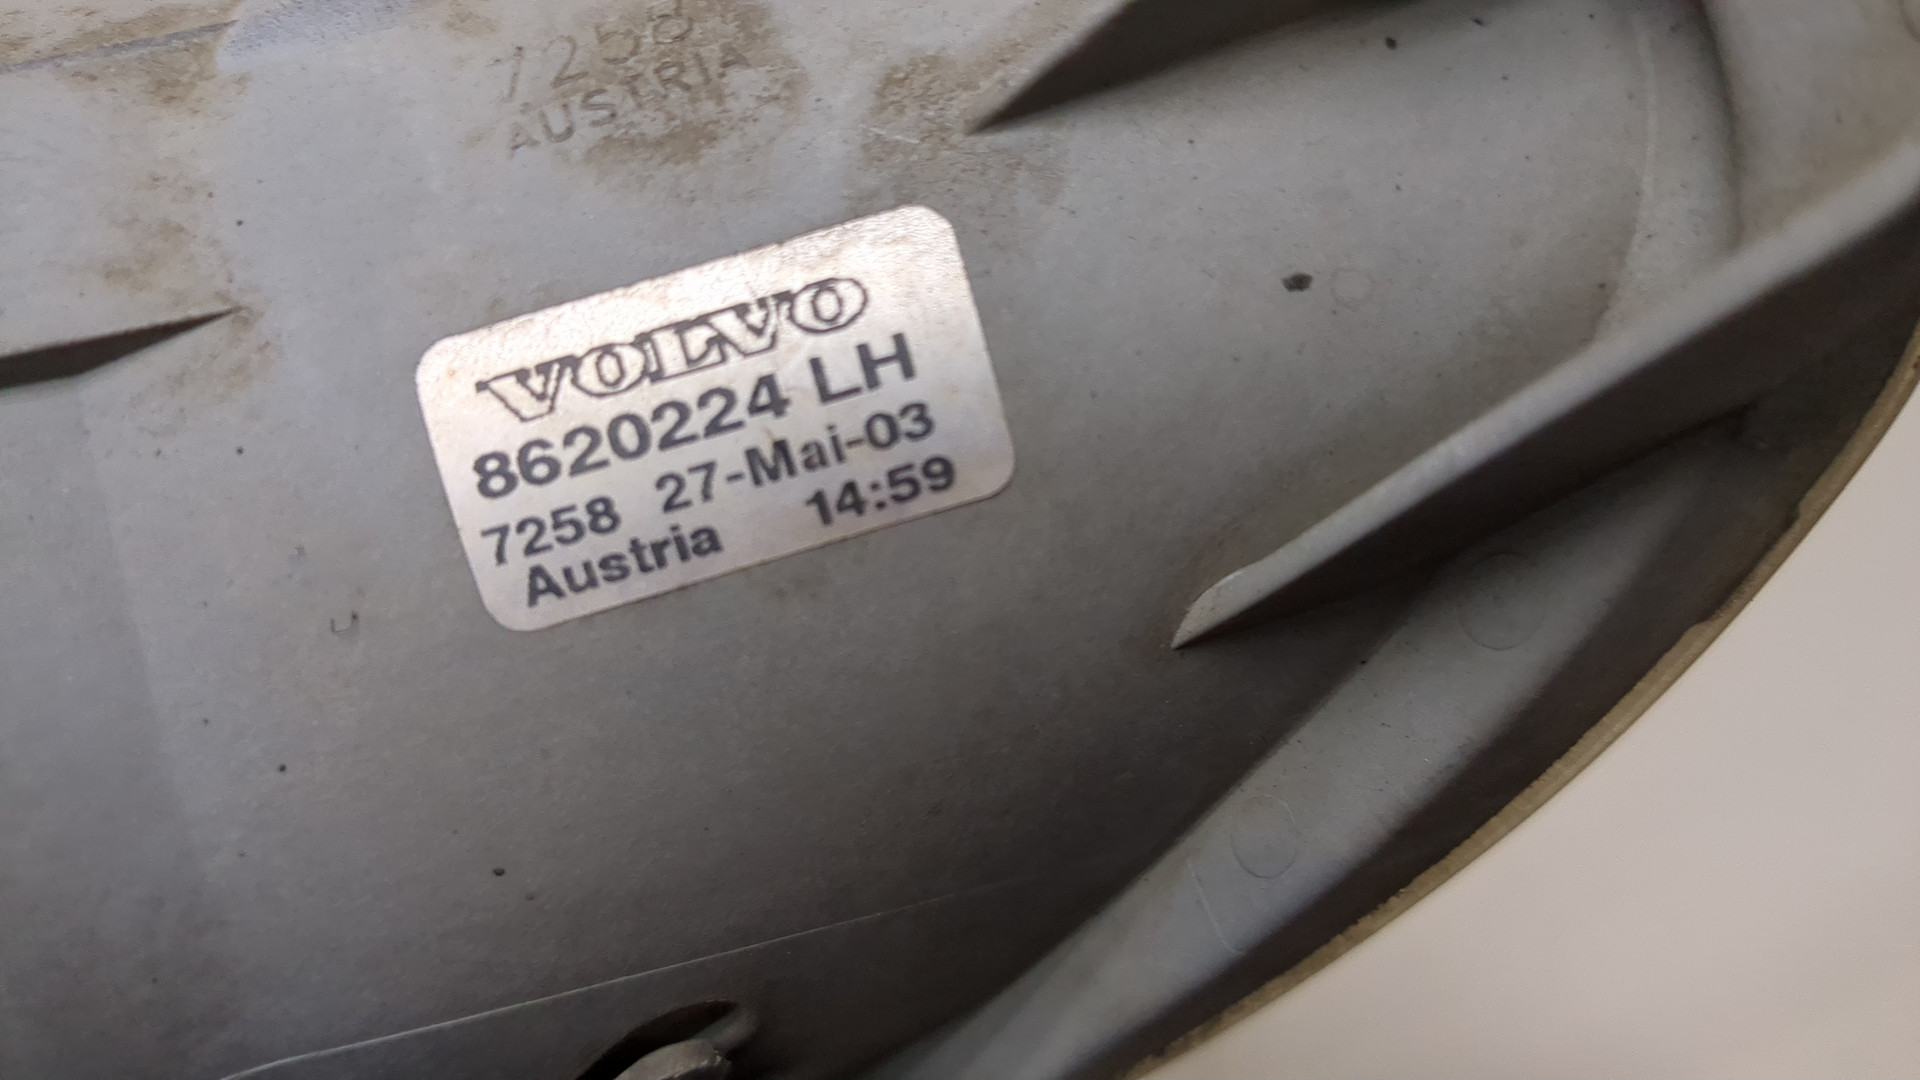 7258
AUSTRIA
VOLVO
8620224 LH
7258 27-Mai-03
Austria 14:59